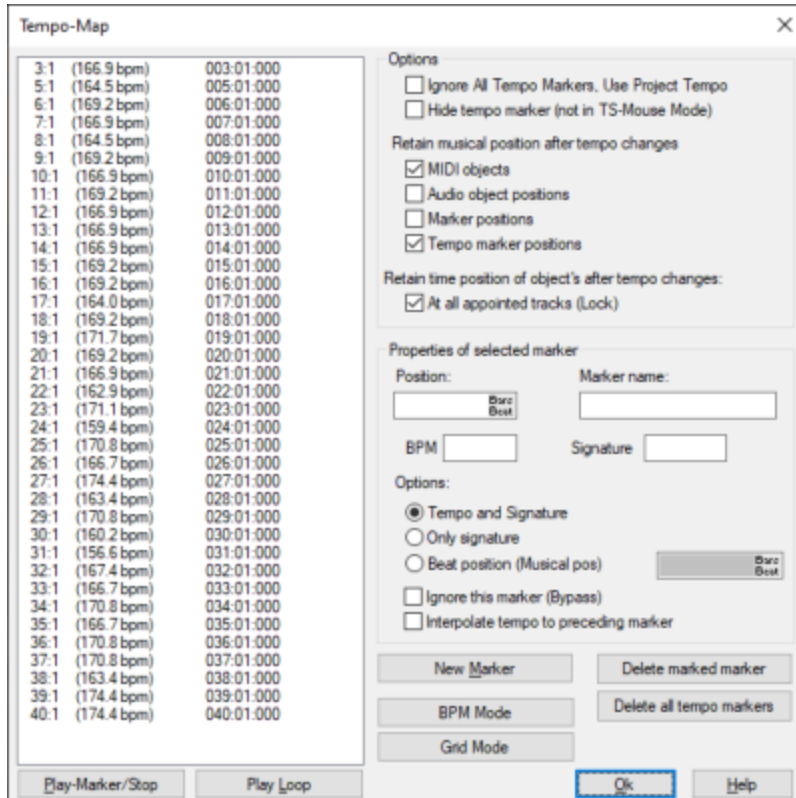 Tempo-Map
3:1 (166.9 bpm) 003:01:000
5:1 (164.5 bpm) 005:01:000
6:1 (169.2 bpm) 006:01:000
7:1 (166.9 bpm) 007:01:000
8:1 (164.5 bpm) 008:01:000
9:1 (169.2 bpm) 009:01:000
10:1 (166.9 bpm) 010:01:000
11:1 (169.2 bpm) 011:01:000
12:1 (166.9 bpm) 012:01:000
13:1 (166.9 bpm) 013:01:000
14:1 (166.9 bpm) 014:01:000
15:1 (169.2 bpm) 015:01:000
16:1 (169.2 bpm) 016:01:000
17:1 (164.0 bpm) 017:01:000
18:1 (169.2 bpm) 018:01:000
19:1 (171.7 bpm) 019:01:000
20:1 (169.2 bpm) 020:01:000
21:1 (166.9 bpm) 021:01:000
22:1 (162.9 bpm) 022:01:000
23:1 (171.1 bpm) 023:01:000
24:1 (159.4 bpm) 024:01:000
25:1 (170.8 bpm) 025:01:000
26:1 (166.7 bpm) 026:01:000
27:1 (174.4 bpm) 027:01:000
28:1 (163.4 bpm) 028:01:000
29:1 (170.8 bpm) 029:01:000
30:1 (160.2 bpm) 030:01:000
31:1 (156.6 bpm) 031:01:000
32:1 (167.4 bpm) 032:01:000
33:1 (166.7 bpm) 033:01:000
34:1 (170.8 bpm) 034:01:000
35:1 (166.7 bpm) 035:01:000
36:1 (170.8 bpm) 036:01:000
37:1 (170.8 bpm) 037:01:000
38:1 (163.4 bpm) 038:01:000
39:1 (174.4 bpm) 039:01:000
40:1 (174.4 bpm) 040:01:000
Play-Marker/Stop
Play Loop
Options
Ignore All Tempo Markers, Use Project Tempo
Hide tempo marker (not in TS-Mouse Mode)
Retain musical position after tempo changes
MIDI objects
Audio object positions
Marker positions
Tempo marker positions
Retain time position of object's after tempo changes:
At all appointed tracks (Lock)
Properties of selected marker
Position:
Marker name:
Bars
Beat
BPM
Signature
Options:
Tempo and Signature
Only signature
Beat position (Musical pos)
Bars
Beat
Ignore this marker (Bypass)
Interpolate tempo to preceding marker
New Marker
Delete marked marker
BPM Mode
Delete all tempo markers
Grid Mode
Ok
Help